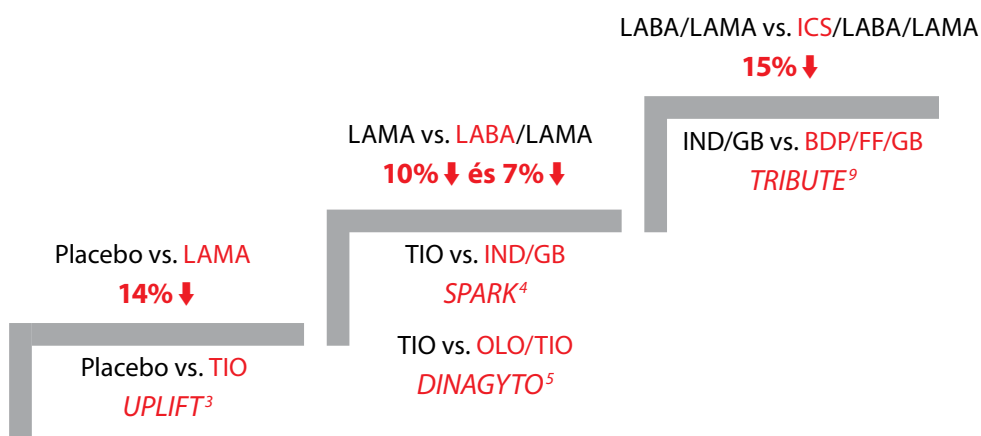 LABA/LAMA vs. ICS/LABA/LAMA
15% ⬇
IND/GB vs. BDP/FF/GB
TRIBUTE⁹
LAMA vs. LABA/LAMA
10% ⬇ és 7% ⬇
TIO vs. IND/GB
SPARK⁴
TIO vs. OLO/TIO
DINAGYTO⁵
Placebo vs. LAMA
14% ⬇
Placebo vs. TIO
UPLIFT³